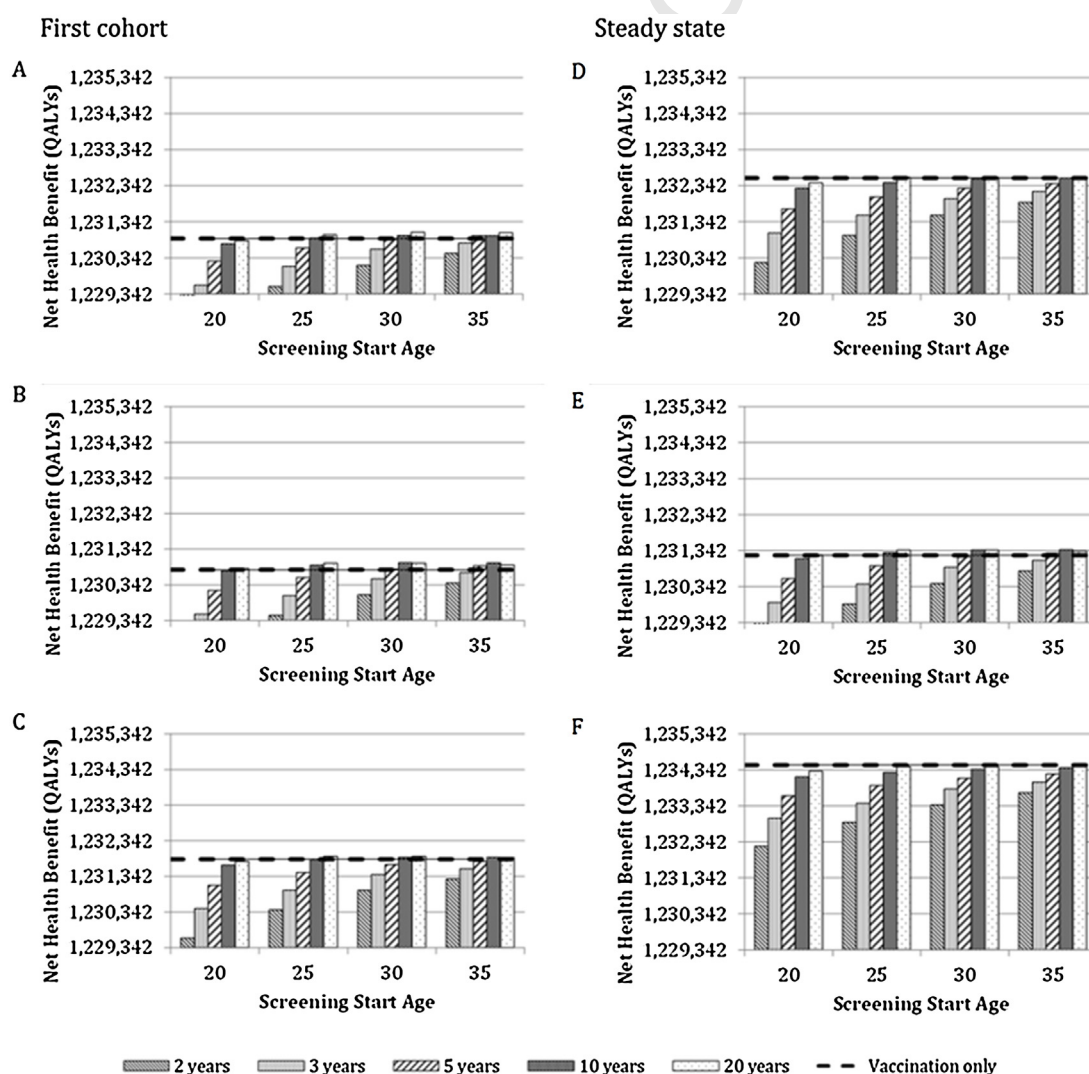 First cohort
Steady state
A
Net Health Benefit (QALYs)
1,235,342
1,234,342
1,233,342
1,232,342
1,231,342
1,230,342
1,229,342
20 25 30 35
Screening Start Age
D
Net Health Benefit (QALYs)
1,235,342
1,234,342
1,233,342
1,232,342
1,231,342
1,230,342
1,229,342
20 25 30 35
Screening Start Age
B
Net Health Benefit (QALYs)
1,235,342
1,234,342
1,233,342
1,232,342
1,231,342
1,230,342
1,229,342
20 25 30 35
Screening Start Age
E
Net Health Benefit (QALYs)
1,235,342
1,234,342
1,233,342
1,232,342
1,231,342
1,230,342
1,229,342
20 25 30 35
Screening Start Age
C
Net Health Benefit (QALYs)
1,235,342
1,234,342
1,233,342
1,232,342
1,231,342
1,230,342
1,229,342
20 25 30 35
Screening Start Age
F
Net Health Benefit (QALYs)
1,235,342
1,234,342
1,233,342
1,232,342
1,231,342
1,230,342
1,229,342
20 25 30 35
Screening Start Age
2 years 3 years 5 years 10 years 20 years Vaccination only